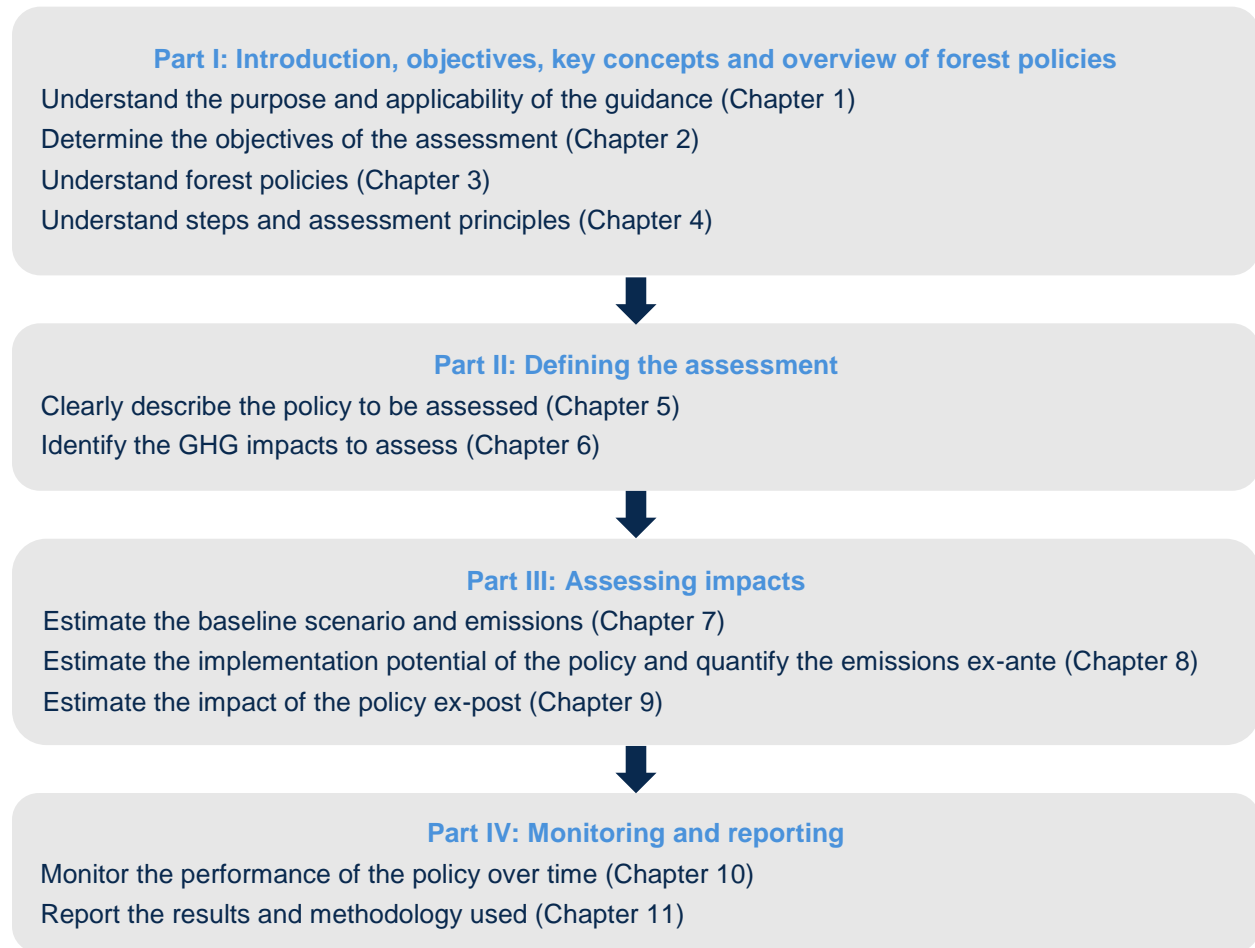 Part I: Introduction, objectives, key concepts and overview of forest policies
Understand the purpose and applicability of the guidance (Chapter 1)
Determine the objectives of the assessment (Chapter 2)
Understand forest policies (Chapter 3)
Understand steps and assessment principles (Chapter 4)
Part II: Defining the assessment
Clearly describe the policy to be assessed (Chapter 5)
Identify the GHG impacts to assess (Chapter 6)
Part III: Assessing impacts
Estimate the baseline scenario and emissions (Chapter 7)
Estimate the implementation potential of the policy and quantify the emissions ex-ante (Chapter 8)
Estimate the impact of the policy ex-post (Chapter 9)
Part IV: Monitoring and reporting
Monitor the performance of the policy over time (Chapter 10)
Report the results and methodology used (Chapter 11)